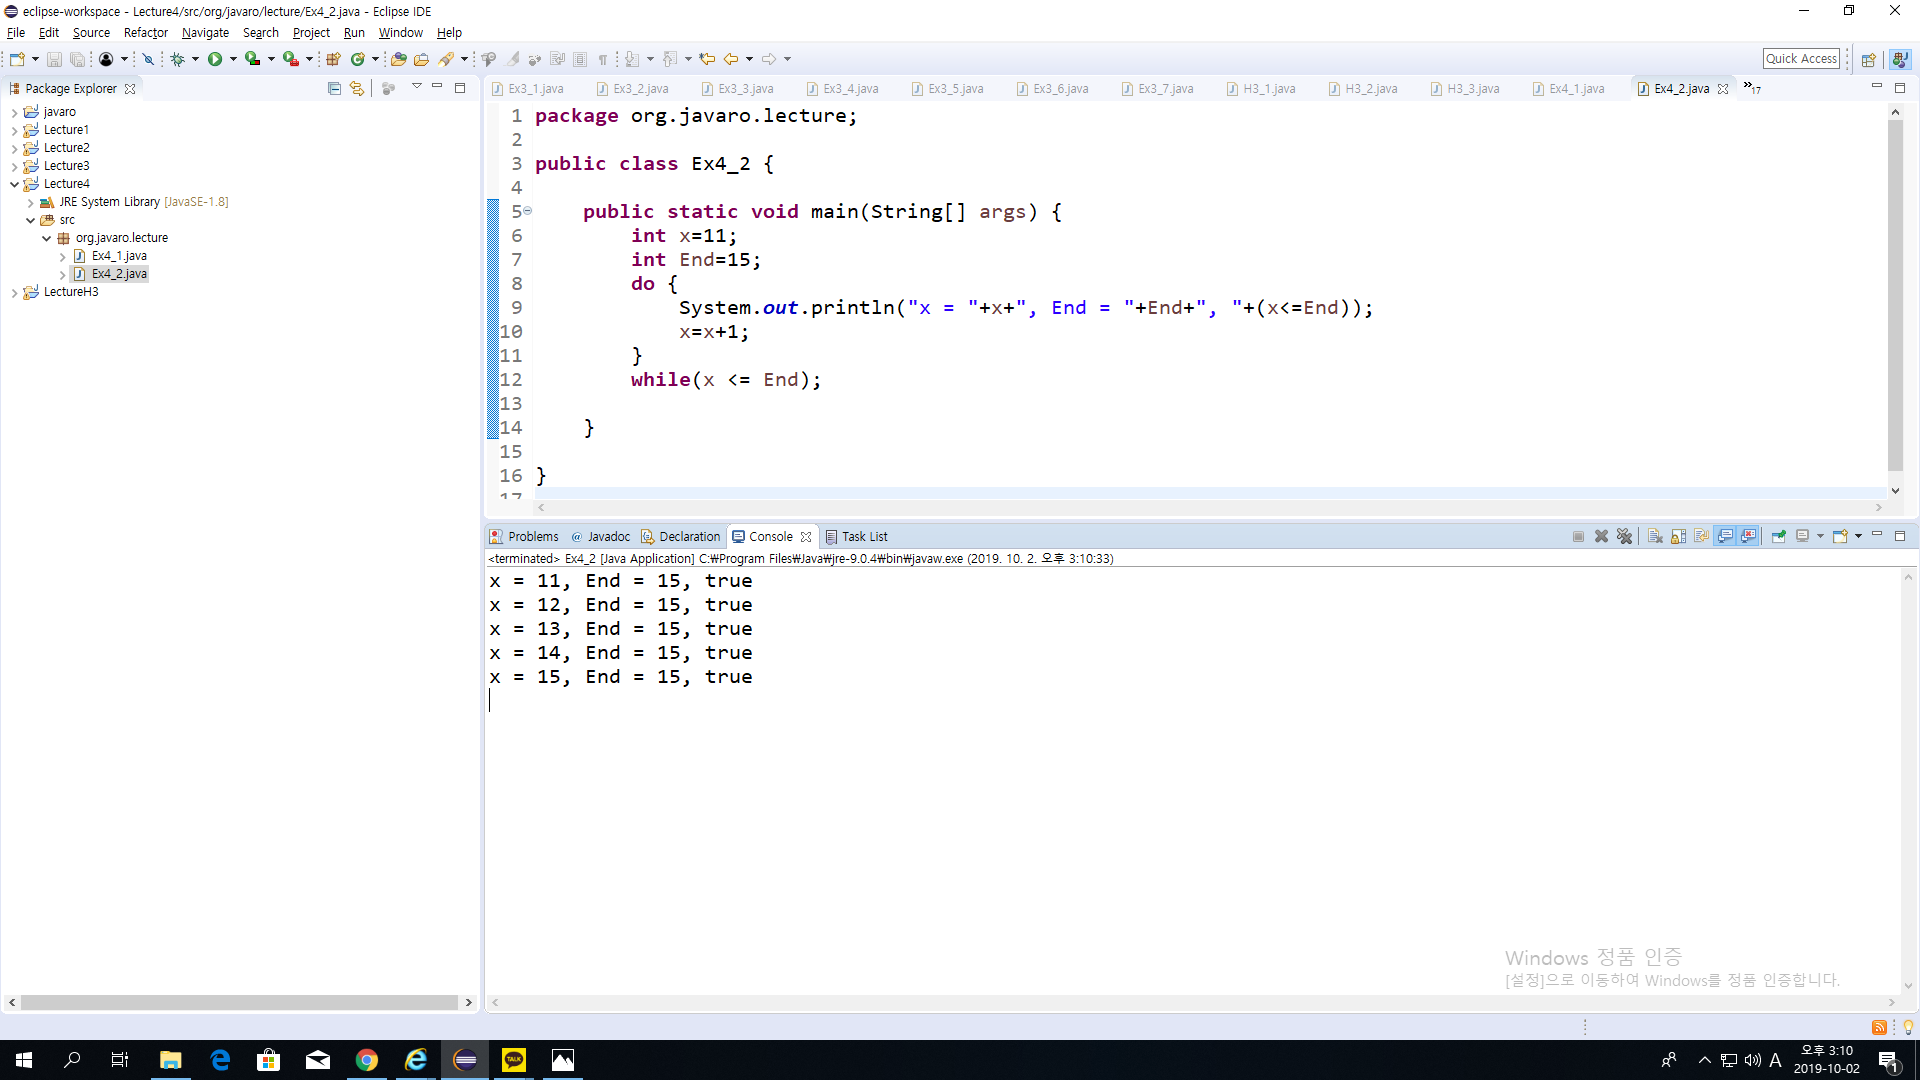 eclipse-workspace - Lecture4/src/org/javaro/lecture/Ex4_2.java - Eclipse IDE
File Edit Source Refactor Navigate Search Project Run Window Help
Quick Access
Package Explorer
javaro
Lecture1
Lecture2
Lecture3
Lecture4
JRE System Library [JavaSE-1.8]
src
org.javaro.lecture
Ex4_1.java
Ex4_2.java
LectureH3
Ex3_1.java Ex3_2.java Ex3_3.java Ex3_4.java Ex3_5.java Ex3_6.java Ex3_7.java H3_1.java H3_2.java H3_3.java Ex4_1.java Ex4_2.java »17
1 package org.javaro.lecture;
2
3 public class Ex4_2 {
4
5 public static void main(String[] args) {
6 int x=11;
7 int End=15;
8 do {
9 System.out.println("x = "+x+", End = "+End+", "+(x<=End));
10 x=x+1;
11 }
12 while(x <= End);
13
14 }
15
16 }
17
Problems @ Javadoc Declaration Console Task List
<terminated> Ex4_2 [Java Application] C:₩Program Files₩Java₩jre-9.0.4₩bin₩javaw.exe (2019. 10. 2. 오후 3:10:33)
x = 11, End = 15, true
x = 12, End = 15, true
x = 13, End = 15, true
x = 14, End = 15, true
x = 15, End = 15, true
Windows 정품 인증
[설정]으로 이동하여 Windows를 정품 인증합니다.
TALK
A
오후 3:10
2019-10-02
1